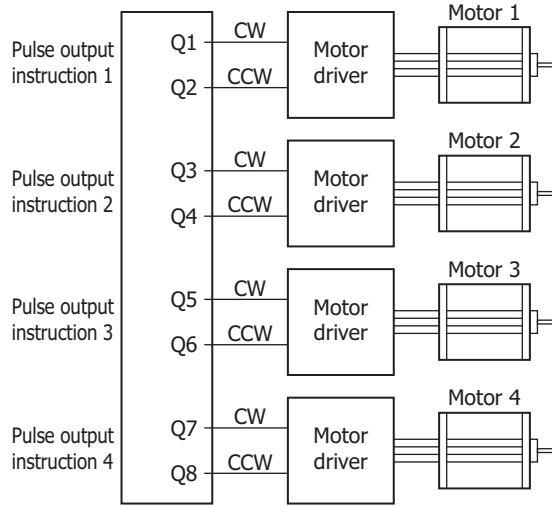 Motor 1
Pulse output
instruction 1
Q1
CW
Q2
CCW
Motor
driver
Motor 2
Pulse output
instruction 2
Q3
CW
Q4
CCW
Motor
driver
Motor 3
Pulse output
instruction 3
Q5
CW
Q6
CCW
Motor
driver
Motor 4
Pulse output
instruction 4
Q7
CW
Q8
CCW
Motor
driver